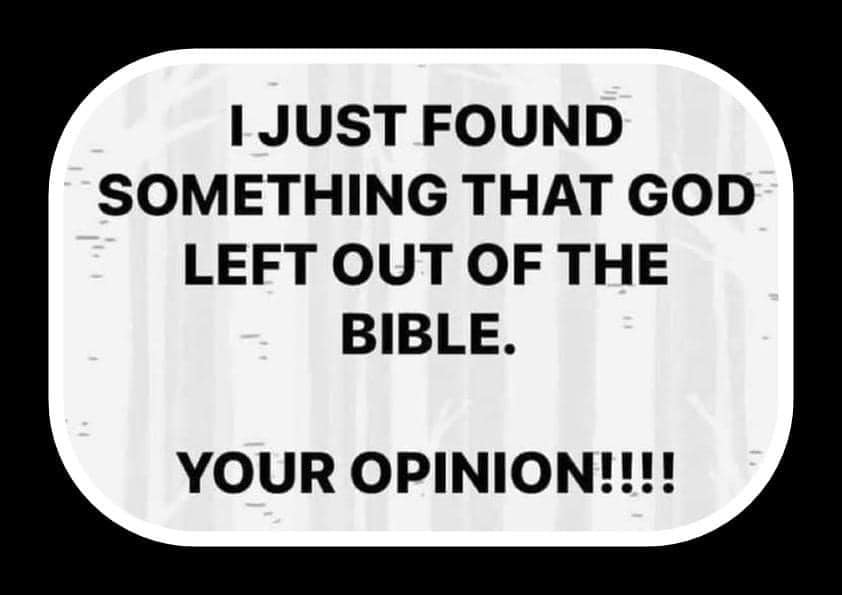 I JUST FOUND
SOMETHING THAT GOD
LEFT OUT OF THE
BIBLE.
YOUR OPINION!!!!